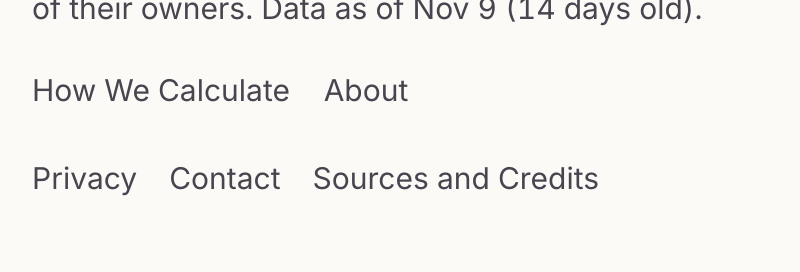 of their owners. Data as of Nov 9 (14 days old).
How We Calculate About
Privacy Contact Sources and Credits